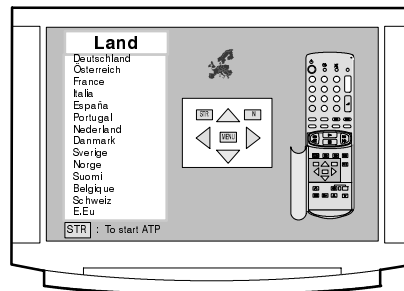 Land
Deutschland
Österreich
France
Italia
España
Portugal
Nederland
Danmark
Sverige
Norge
Suomi
Belgique
Schweiz
E.Eu
STR : To start ATP
STR
MENU